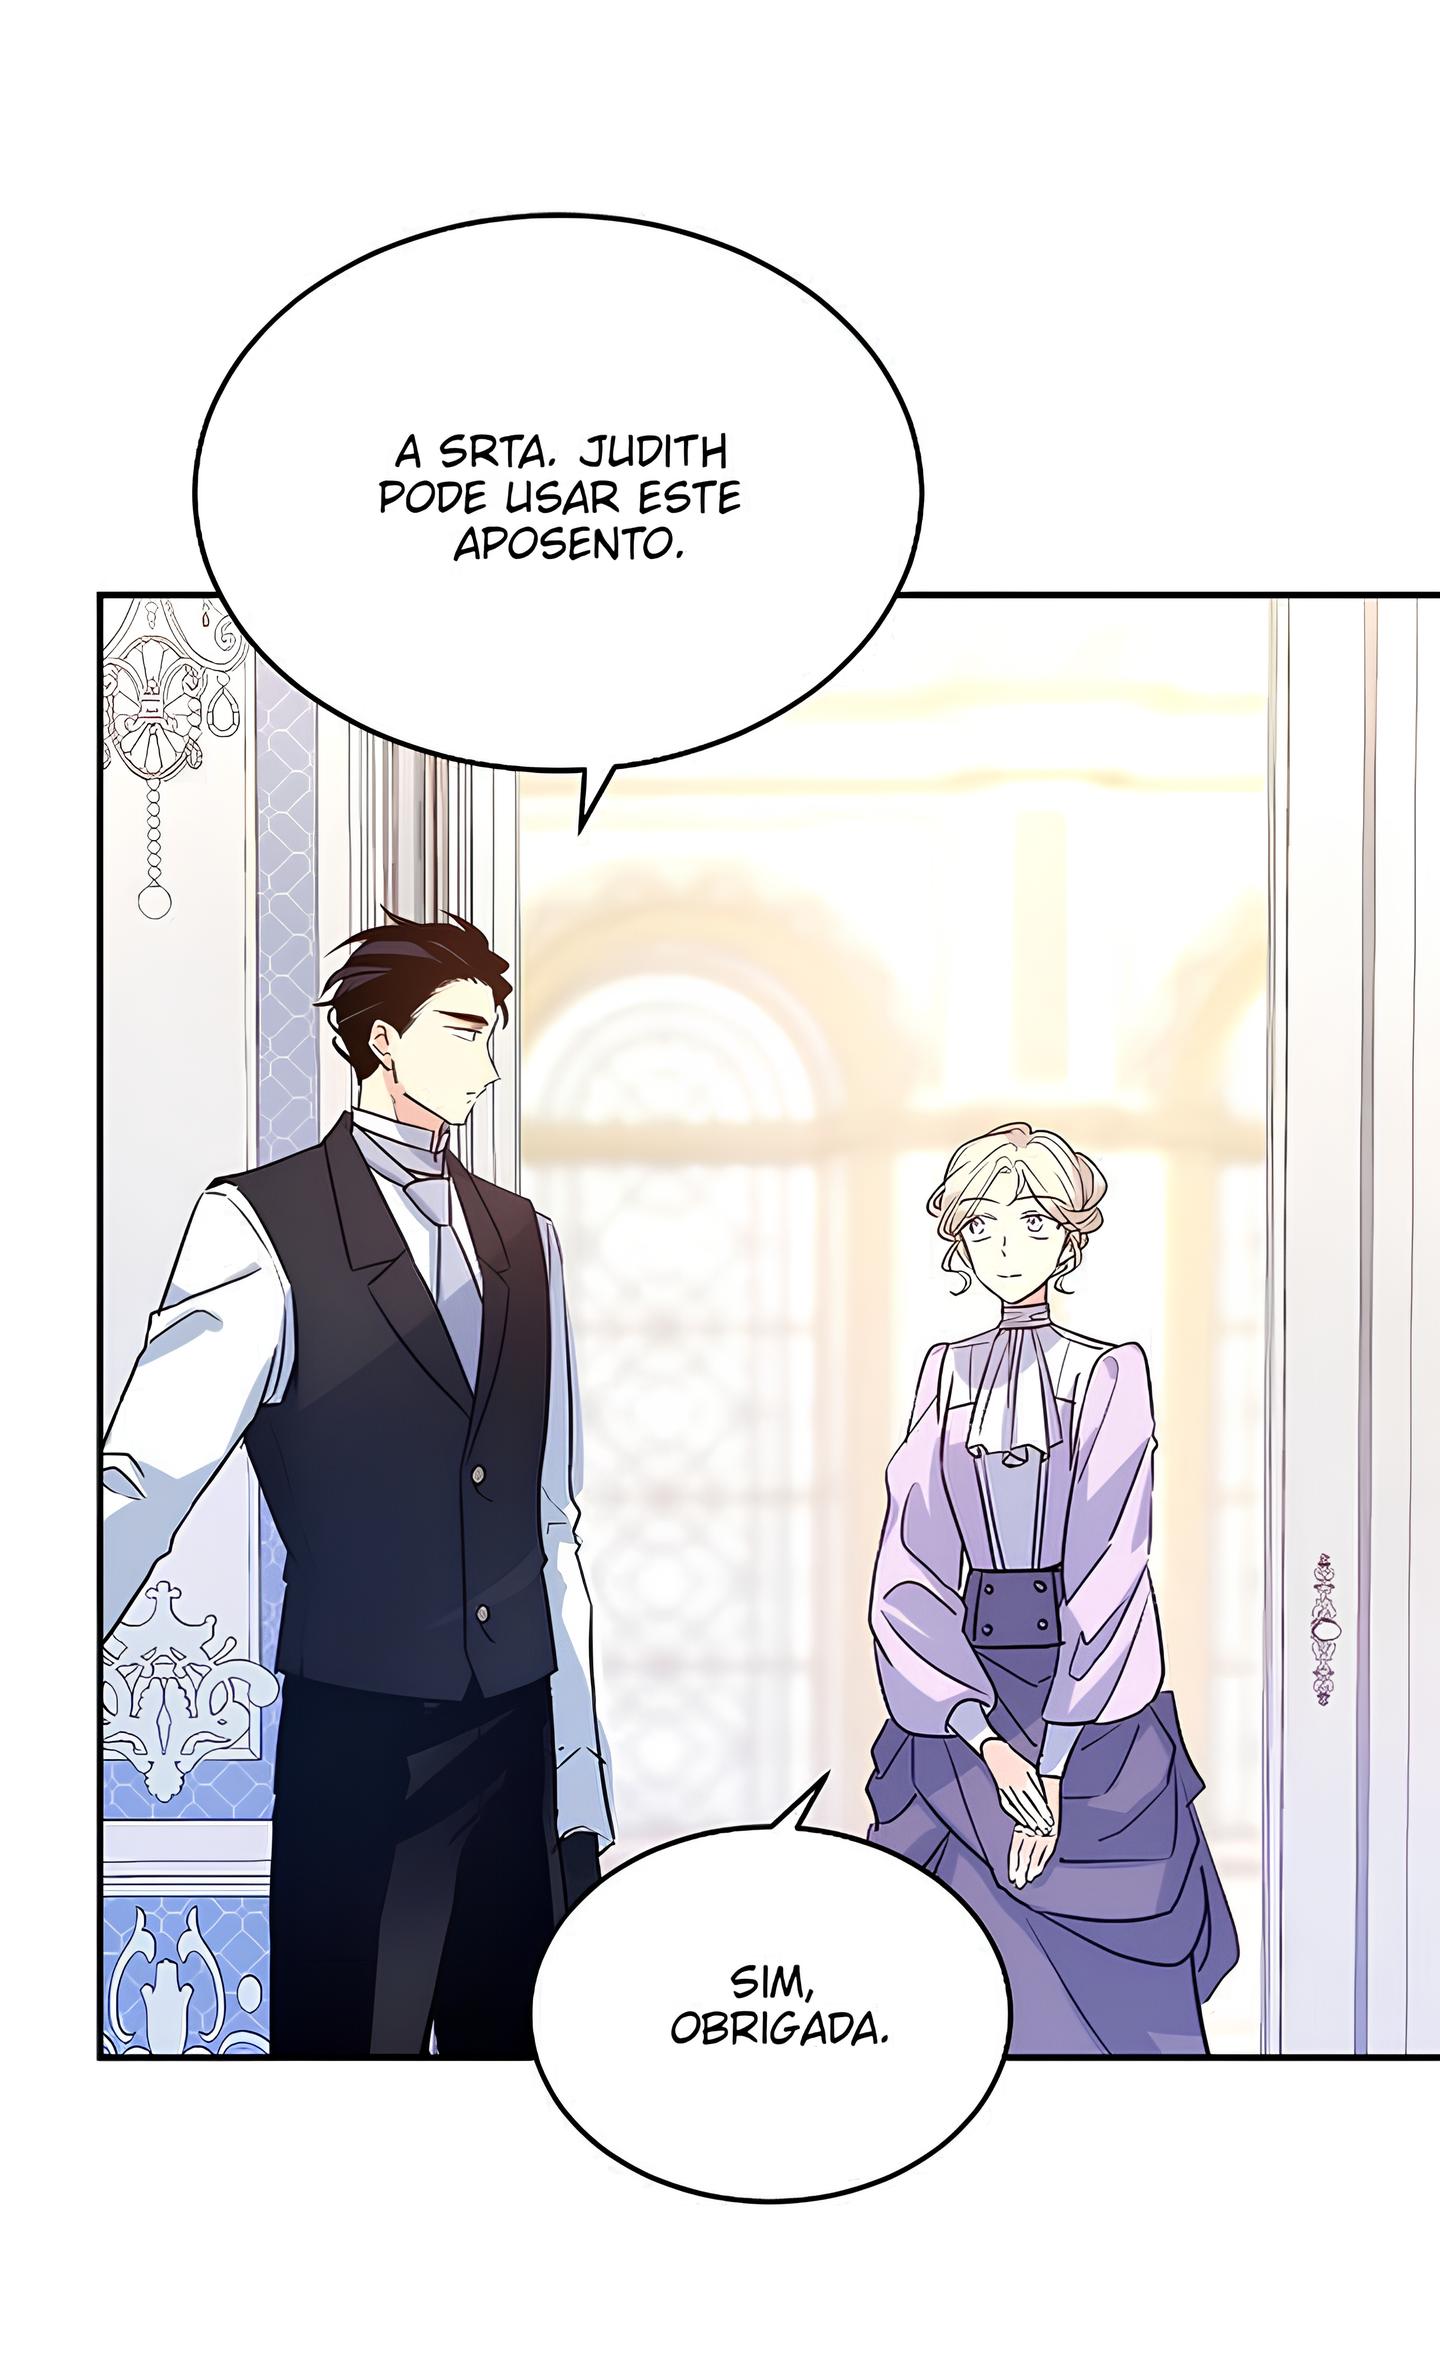 A SRTA. JUDITH
PODE USAR ESTE
APOSENTO.
SIM,
OBRIGADA.